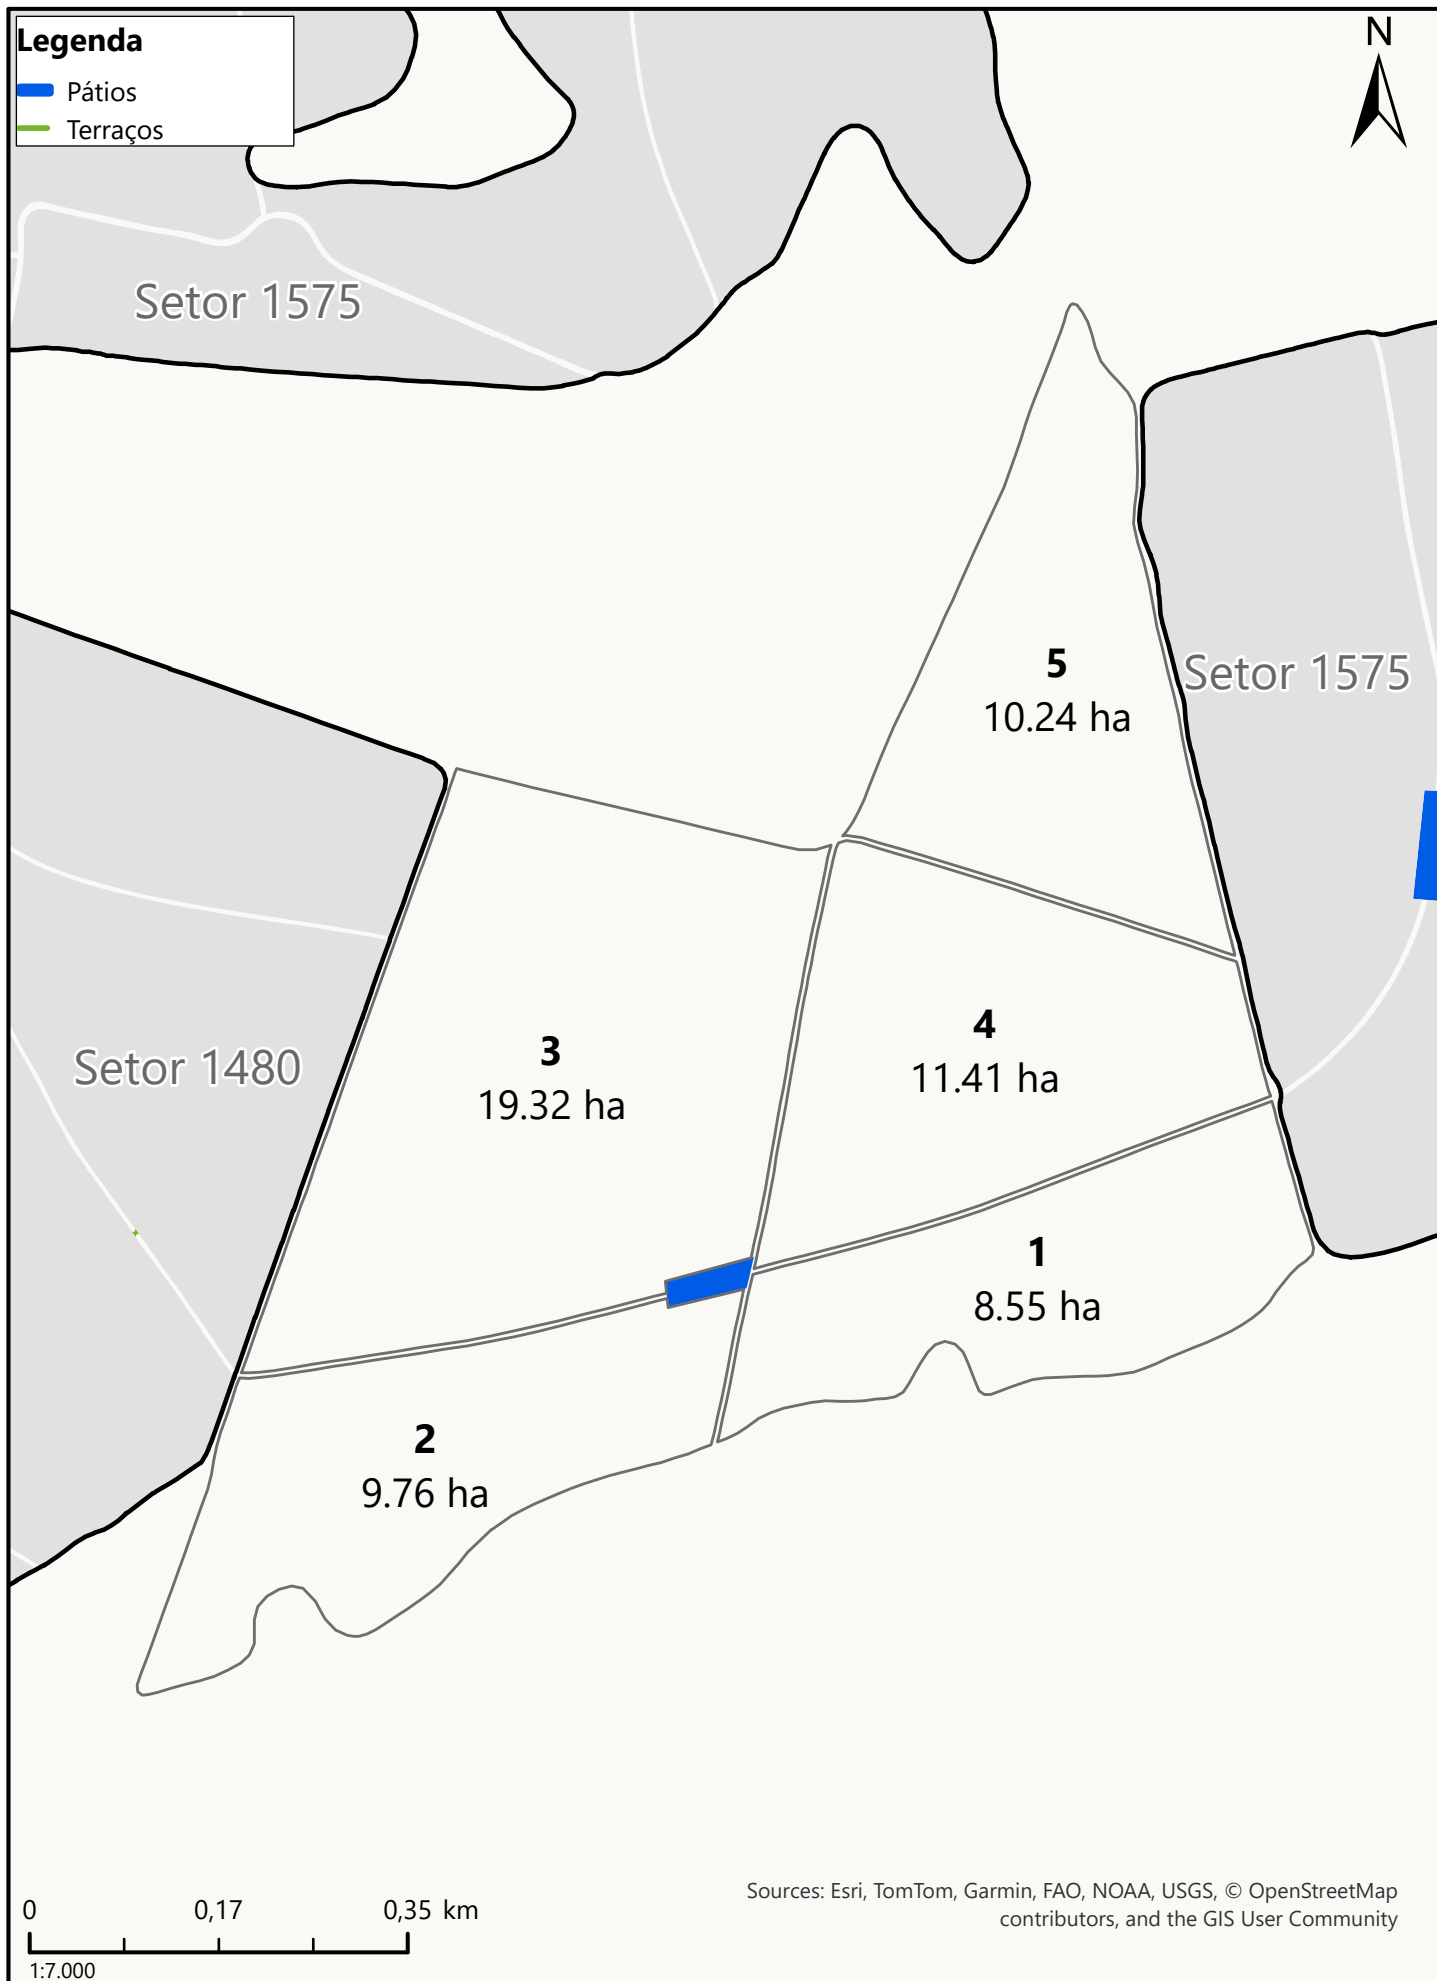 Legenda
Pátios
Terraços
N
Setor 1575
5
10.24 ha
Setor 1575
3
19.32 ha
4
11.41 ha
Setor 1480
1
8.55 ha
2
9.76 ha
0 0,17 0,35 km
1:7.000
Sources: Esri, TomTom, Garmin, FAO, NOAA, USGS, © OpenStreetMap
contributors, and the GIS User Community